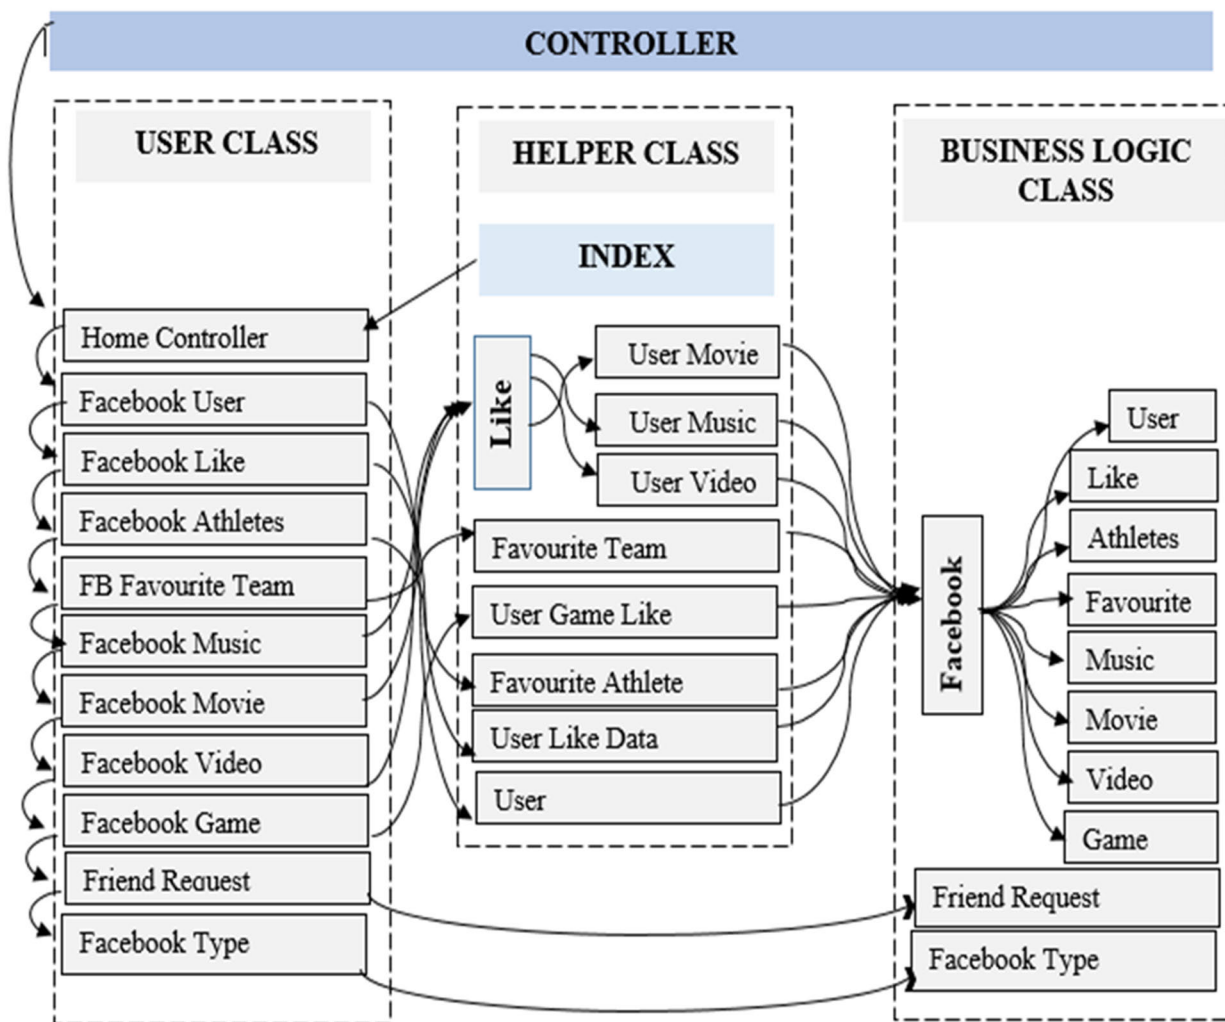 CONTROLLER
USER CLASS
Home Controller
Facebook User
Facebook Like
Facebook Athletes
FB Favourite Team
Facebook Music
Facebook Movie
Facebook Video
Facebook Game
Friend Request
Facebook Type
HELPER CLASS
INDEX
Like
User Movie
User Music
User Video
Favourite Team
User Game Like
Favourite Athlete
User Like Data
User
BUSINESS LOGIC
CLASS
Facebook
User
Like
Athletes
Favourite
Music
Movie
Video
Game
Friend Request
Facebook Type